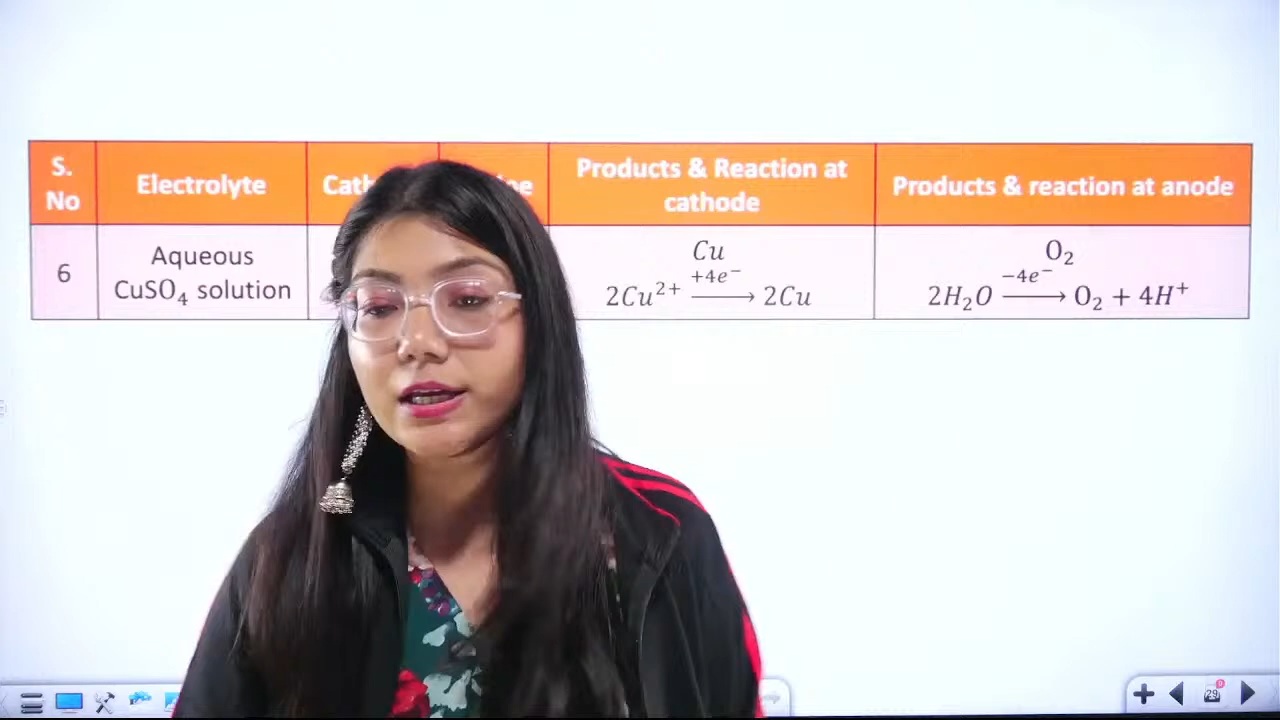 S.
No
Electrolyte
Products & Reaction at
cathode
Products & reaction at anode
6
Aqueous
CuSO₄ solution
Cu
2Cu²⁺ +4e⁻ ⟶ 2Cu
O₂
2H₂O −4e⁻ ⟶ O₂ + 4H⁺
29